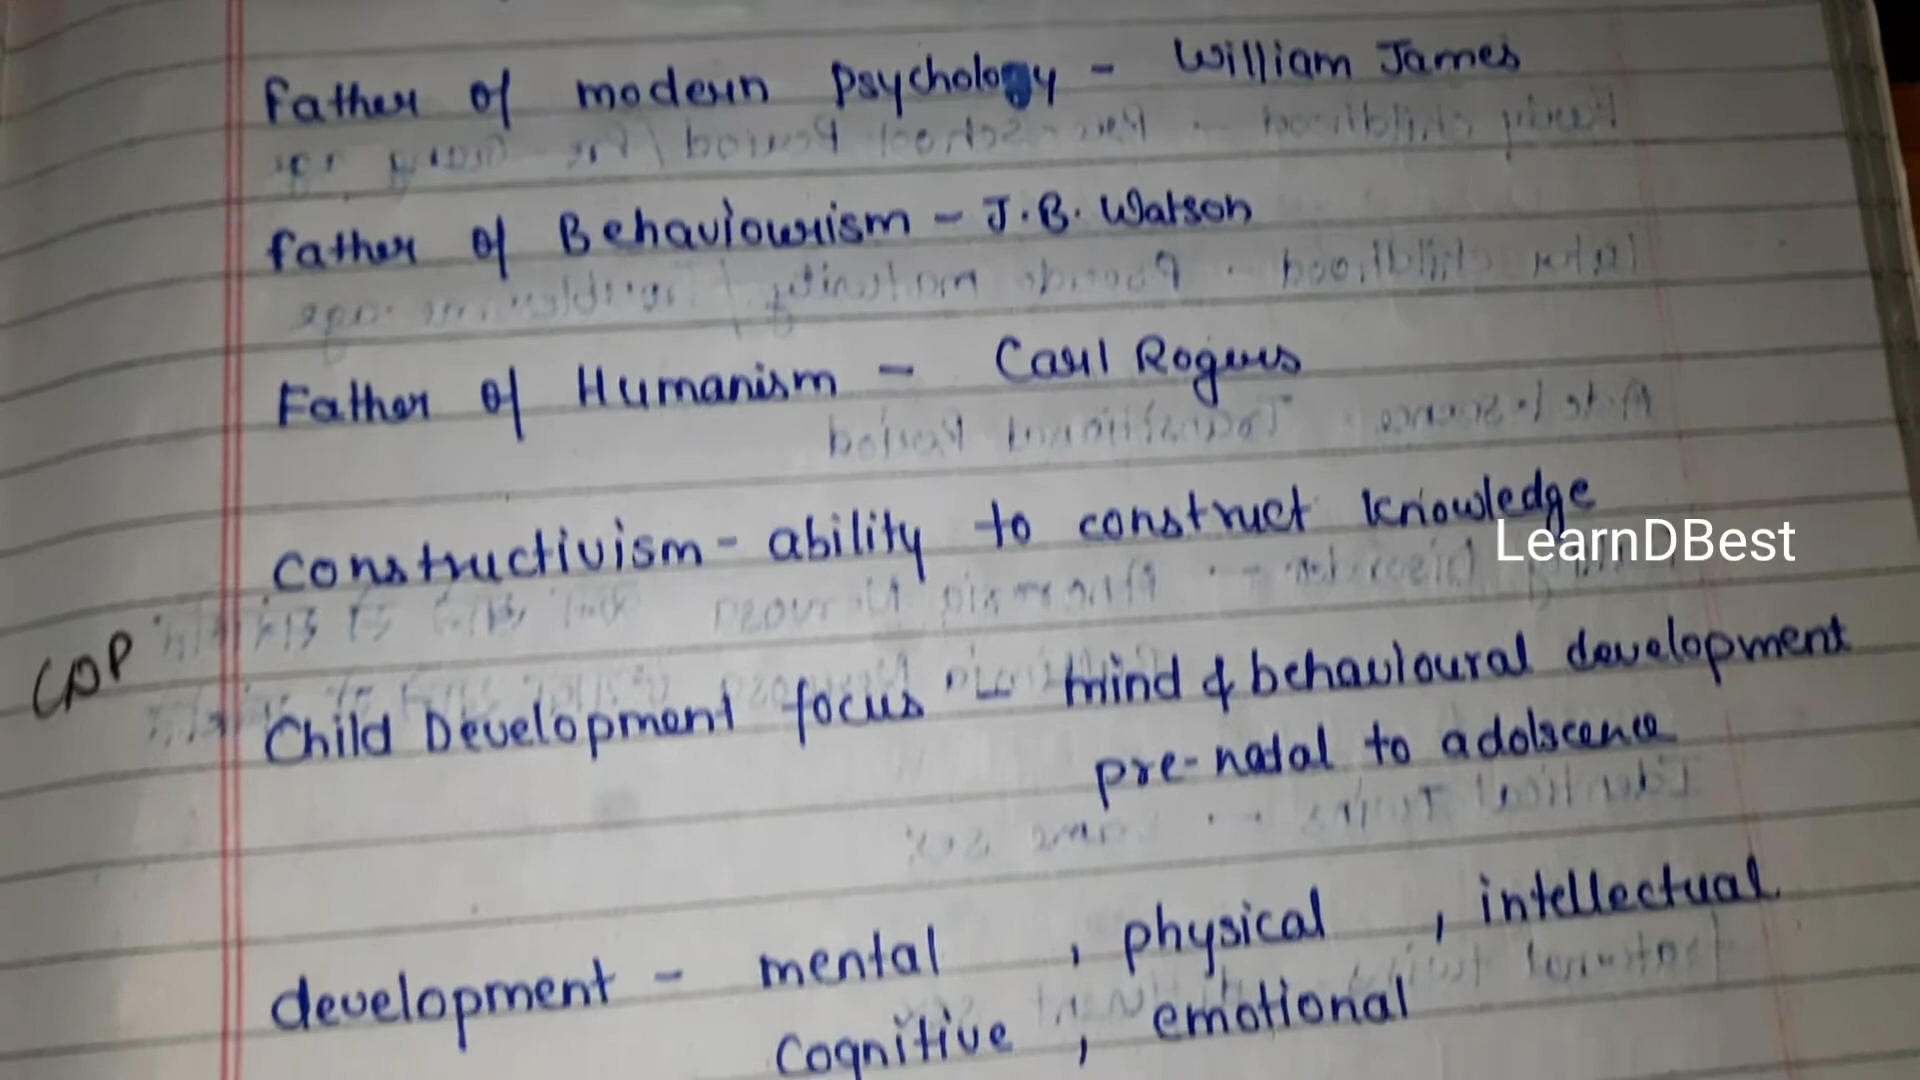 Father of modern Psychology - William James
Father of Behaviourism - J.B. Watson
Father of Humanism - Carl Rogers
Constructivism - ability to construct knowledge
LearnDBest
CDP
Child Development focus - mind & behavioural development
pre-natal to adolscence
development - mental , physical , intellectual
Cognitive , emotional